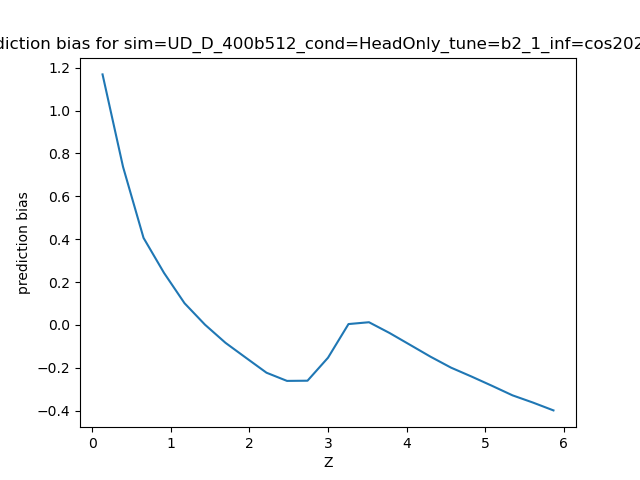 diction bias for sim=UD_D_400b512_cond=HeadOnly_tune=b2_1_inf=cos202
1.2
1.0
0.8
0.6
0.4
0.2
0.0
−0.2
−0.4
prediction bias
0 1 2 3 4 5 6
Z